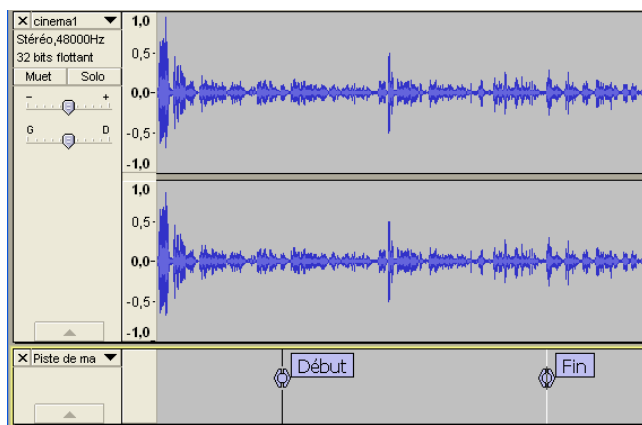 cinema1
Stéréo,48000Hz
32 bits flottant
Muet Solo
- +
G D
1,0
0,5-
0,0-
-0,5-
-1,0
1,0
0,5-
0,0-
-0,5-
-1,0
Piste de ma
Début
Fin